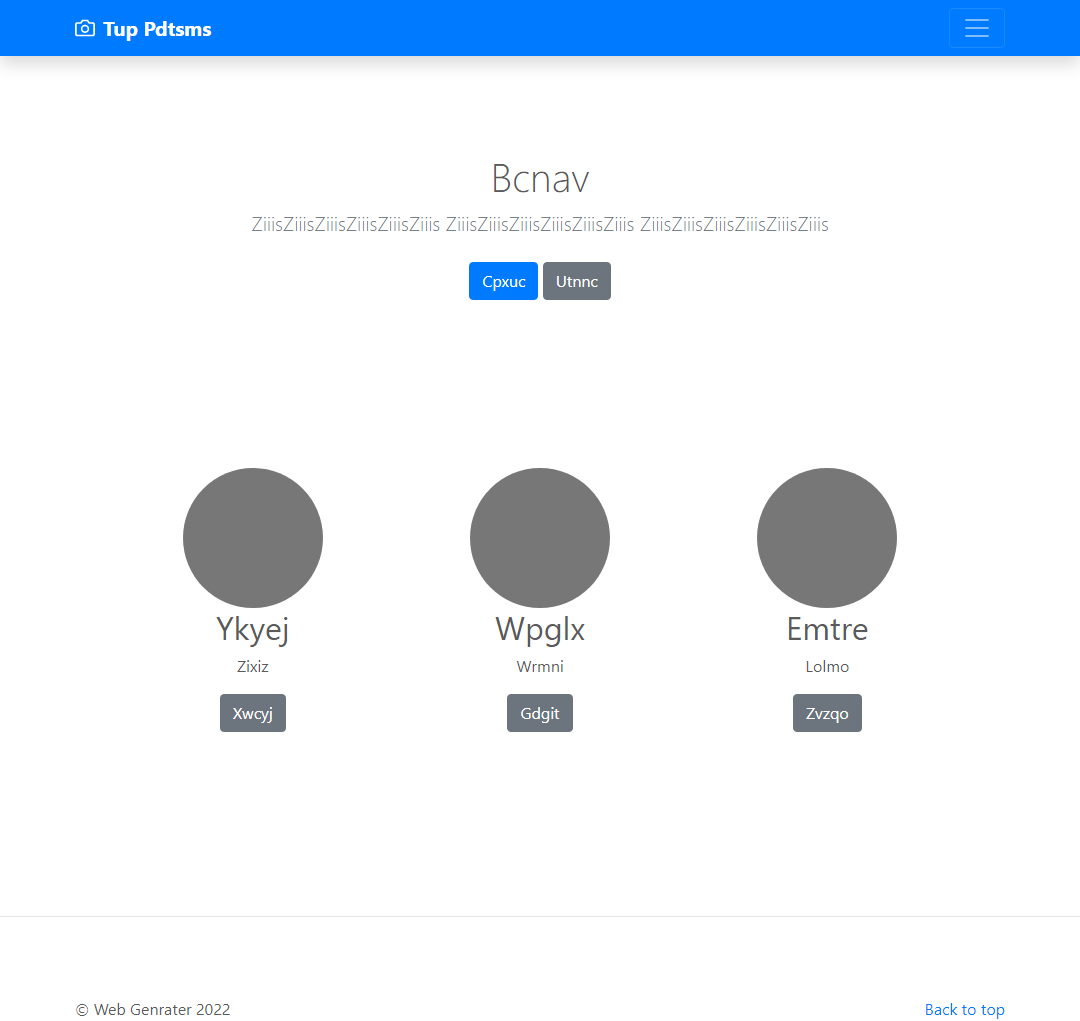 Tup Pdtsms
Bcnav
ZiiisZiiisZiiisZiiisZiiisZiiis ZiiisZiiisZiiisZiiisZiiisZiiis ZiiisZiiisZiiisZiiisZiiisZiiis
Cpxuc Utnnc
Ykyej Wpglx Emtre
Zixiz Wrmni Lolmo
Xwcyj Gdgit Zvzqo
© Web Genrater 2022 Back to top